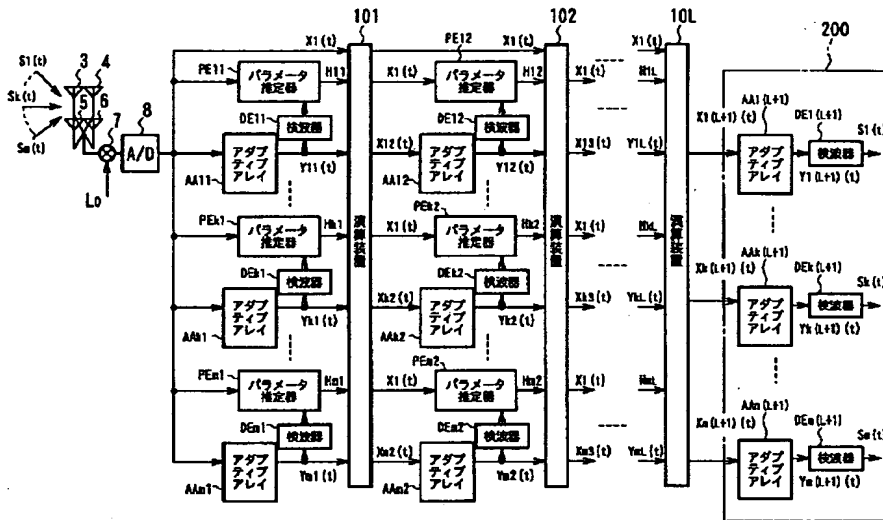 101
102
10L
200
X1(t)
PE12
X1(t)
X1(t)
S1(t)
3
4
PE11
パラメータ
推定器
H11
X1(t)
パラメータ
推定器
H12
X1(t)
H1L
Sk(t)
5
6
7
8
A/D
Lo
Sm(t)
DE11
検波器
DE12
検波器
X1(L+1)(t)
AA1(L+1)
DE1(L+1)
アダ
プティブ
アレイ
AA11
Y11(t)
X12(t)
アダ
プティブ
アレイ
AA12
Y12(t)
X13(t)
Y1L(t)
アダ
プティブ
アレイ
検波器
S1(t)
Y1(L+1)(t)
PEk1
パラメータ
推定器
Hk1
X1(t)
PEk2
パラメータ
推定器
Hk2
X1(t)
HkL
演算装置
演算装置
演算装置
DEk1
検波器
DEk2
検波器
Xk(L+1)(t)
AAk(L+1)
DEk(L+1)
アダ
プティブ
アレイ
AAk1
Yk1(t)
Xk2(t)
アダ
プティブ
アレイ
AAk2
Yk2(t)
Xk3(t)
YkL(t)
アダ
プティブ
アレイ
検波器
Sk(t)
Yk(L+1)(t)
PEm1
パラメータ
推定器
Hm1
X1(t)
PEm2
パラメータ
推定器
Hm2
X1(t)
HmL
DEm1
検波器
DEm2
検波器
Xm(L+1)(t)
AAm(L+1)
DEm(L+1)
アダ
プティブ
アレイ
AAm1
Ym1(t)
Xm2(t)
アダ
プティブ
アレイ
AAm2
Ym2(t)
Xm3(t)
YmL(t)
アダ
プティブ
アレイ
検波器
Sm(t)
Ym(L+1)(t)